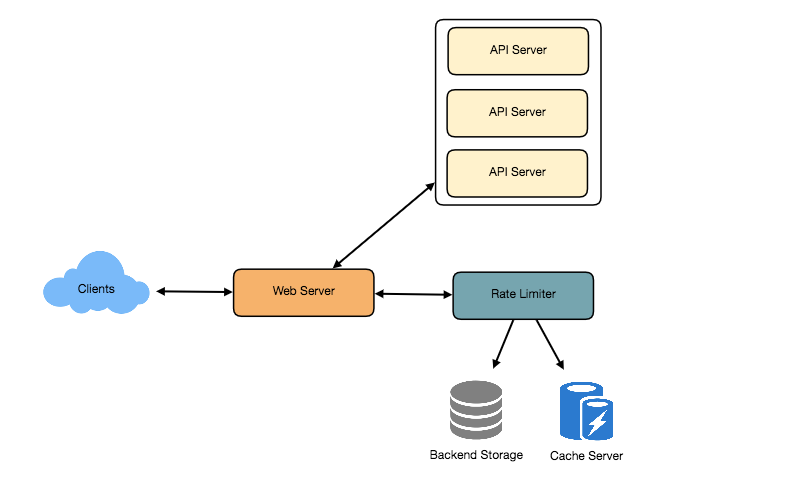 API Server
API Server
API Server
Clients
Web Server
Rate Limiter
Backend Storage
Cache Server